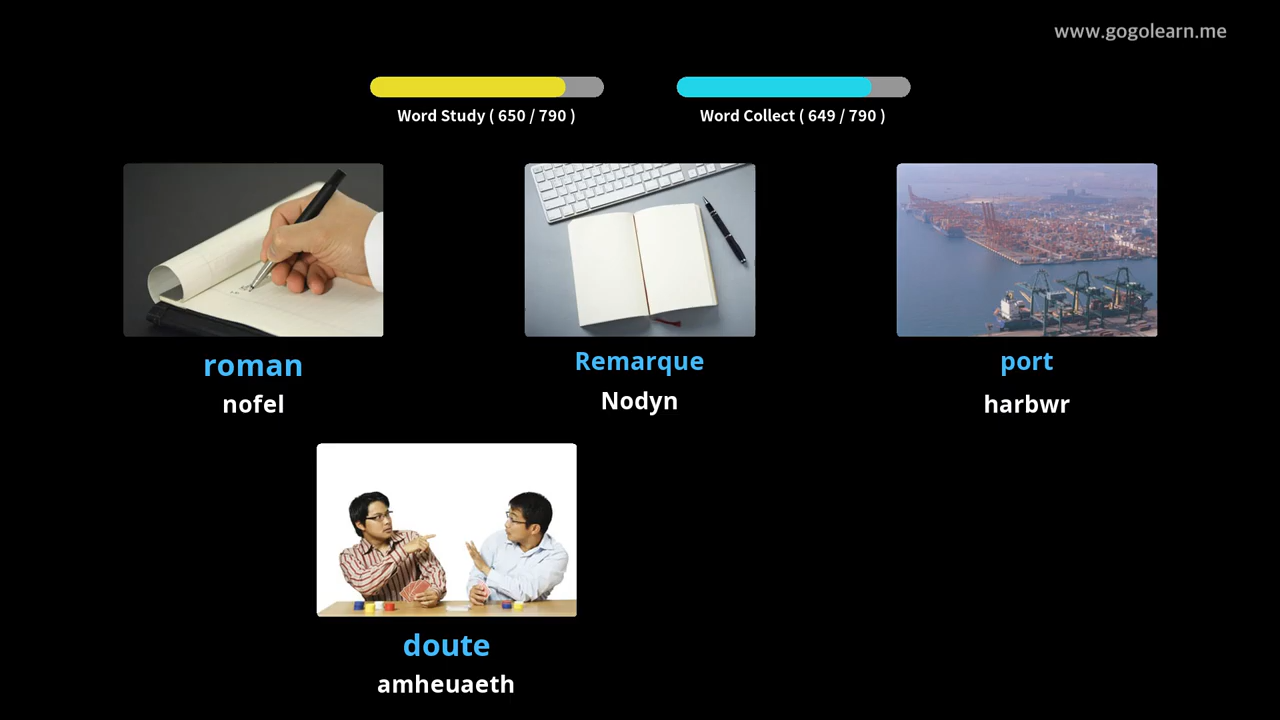 www.gogolearn.me
Word Study ( 650 / 790 )
Word Collect ( 649 / 790 )
roman
nofel
Remarque
Nodyn
port
harbwr
doute
amheuaeth